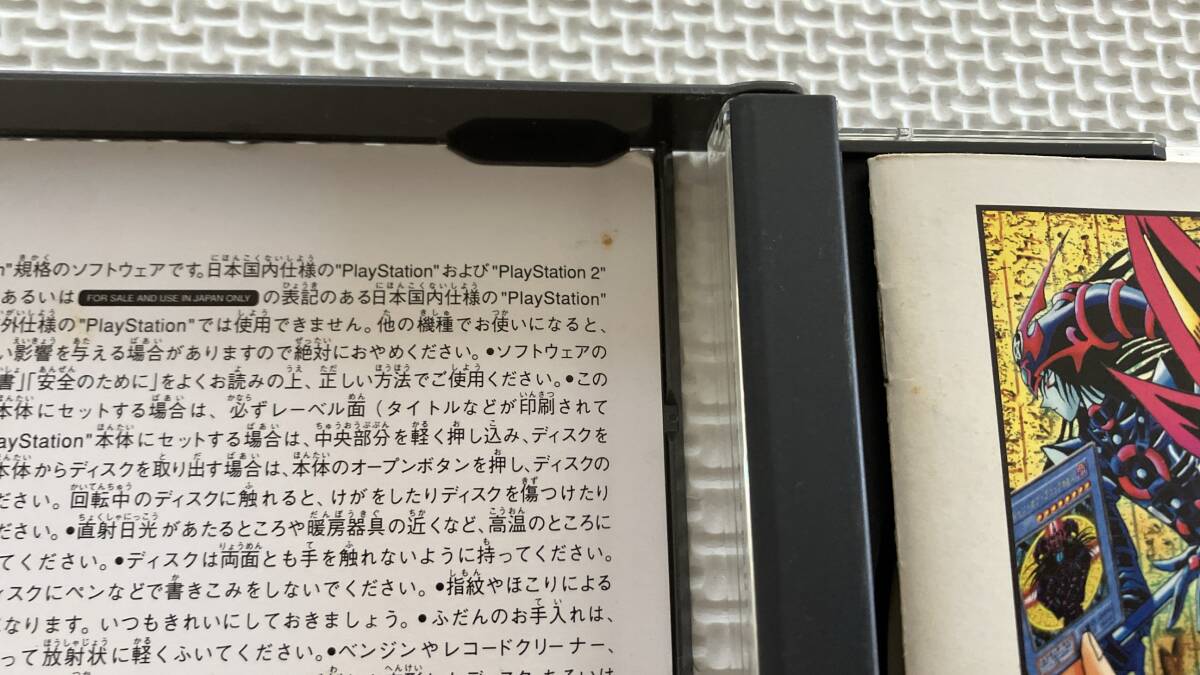 "規格のソフトウェアです。日本国内仕様の"PlayStation"および"PlayStation 2"
あるいは FOR SALE AND USE IN JAPAN ONLY の表記のある日本国内仕様の"PlayStation"
外仕様の"PlayStation"では使用できません。他の機種でお使いになると、
い影響を与える場合がありますので絶対におやめください。●ソフトウェアの
書」「安全のために」をよくお読みの上、正しい方法でご使用ください。●この
本体にセットする場合は、必ずレーベル面（タイトルなどが印刷されて
ayStation"本体にセットする場合は、中央部分を軽く押し込み、ディスクを
本体からディスクを取り出す場合は、本体のオープンボタンを押し、ディスクの
ださい。回転中のディスクに触れると、けがをしたりディスクを傷つけたり
ださい。●直射日光があたるところや暖房器具の近くなど、高温のところに
てください。●ディスクは両面とも手を触れないように持ってください。
ィスクにペンなどで書きこみをしないでください。●指紋やほこりによる
なります。いつもきれいにしておきましょう。●ふだんのお手入れは、
って放射状に軽くふいてください。●ベンジンやレコードクリーナー、